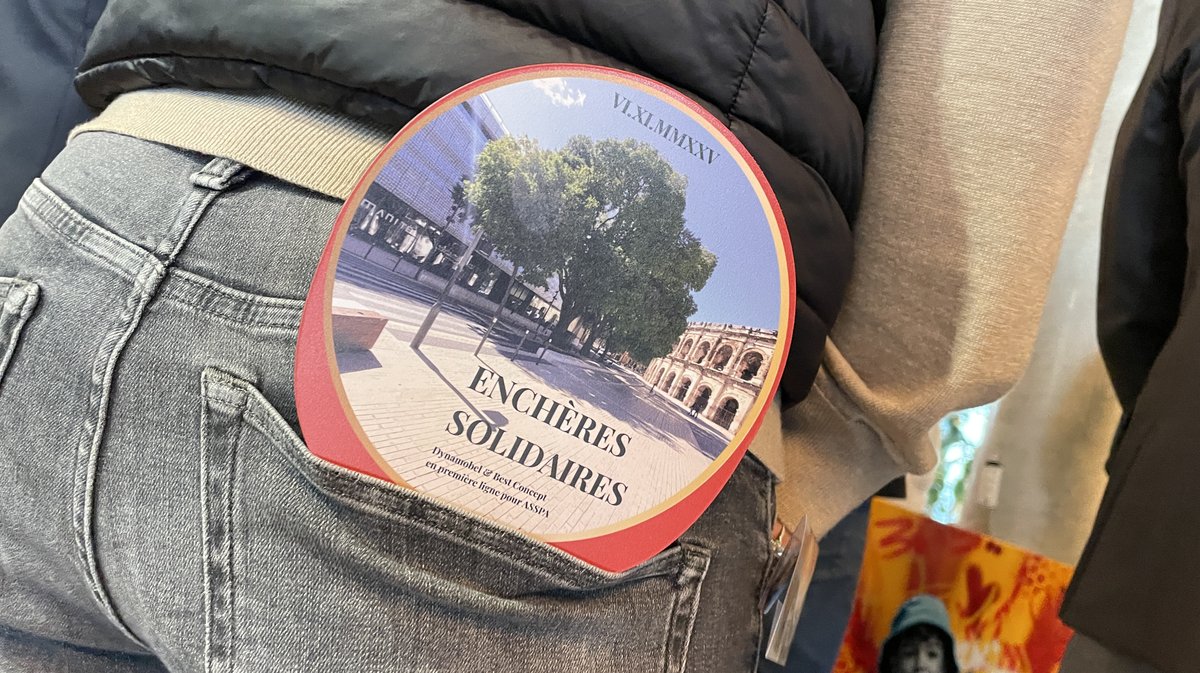 VI.XI.MMXXV
ENCHÈRES
SOLIDAIRES
Dynamobel & Best Concept
en première ligne pour ASSPA